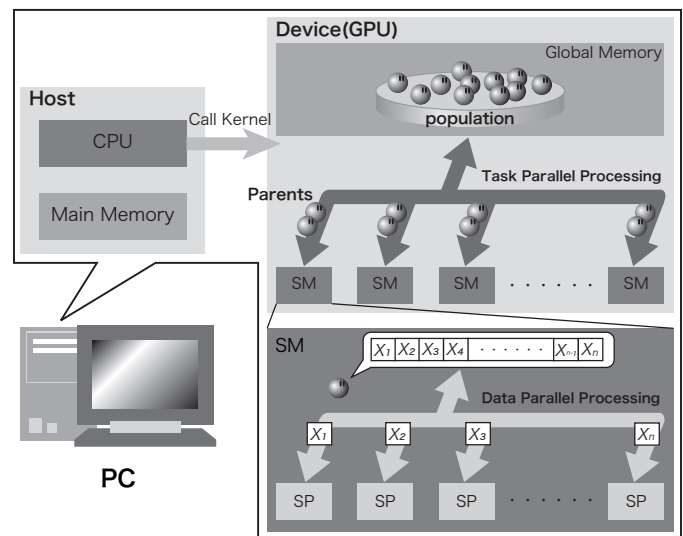 Device(GPU)
Global Memory
population
Host
CPU
Call Kernel
Main Memory
Task Parallel Processing
Parents
SM SM SM · · · · · · SM
SM
X1 X2 X3 X4 · · · · · · Xn-1 Xn
Data Parallel Processing
X1 X2 X3 Xn
SP SP SP · · · · · · SP
PC